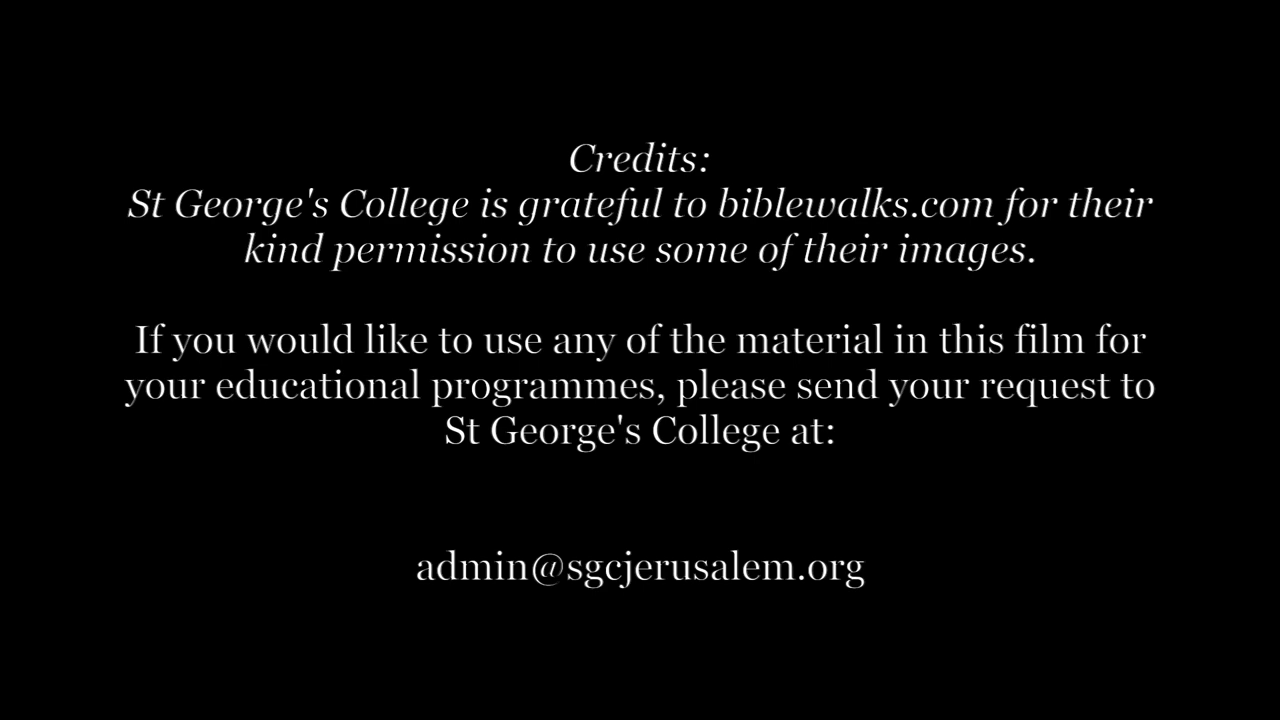 Credits:
St George's College is grateful to biblewalks.com for their
kind permission to use some of their images.
If you would like to use any of the material in this film for
your educational programmes, please send your request to
St George's College at:
admin@sgcjerusalem.org